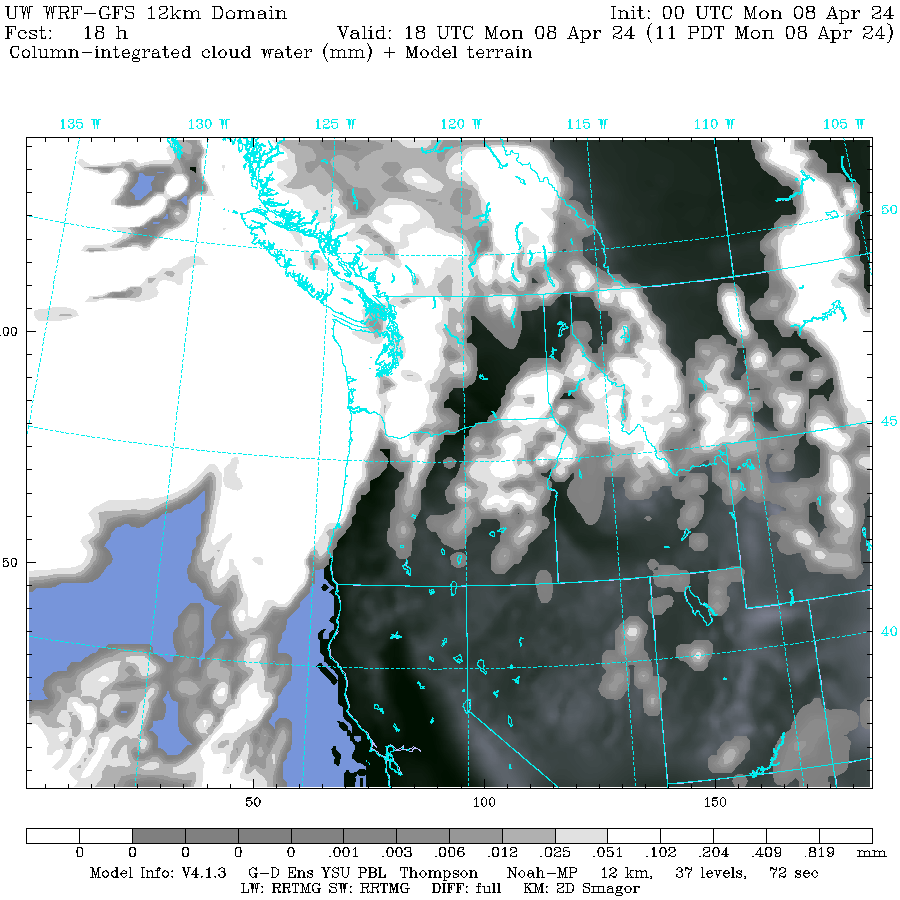 UW WRF-GFS 12km Domain Init: 00 UTC Mon 08 Apr 24
Fcst: 18 h Valid: 18 UTC Mon 08 Apr 24 (11 PDT Mon 08 Apr 24)
Column-integrated cloud water (mm) + Model terrain
135 W 130 W 125 W 120 W 115 W 110 W 105 W
50
00
45
50
40
50 100 150
0 0 0 0 0 .001 .003 .006 .012 .025 .051 .102 .204 .409 .819 mm
Model Info: V4.1.3 G-D Ens YSU PBL Thompson Noah-MP 12 km, 37 levels, 72 sec
LW: RRTMG SW: RRTMG DIFF: full KM: 2D Smagor